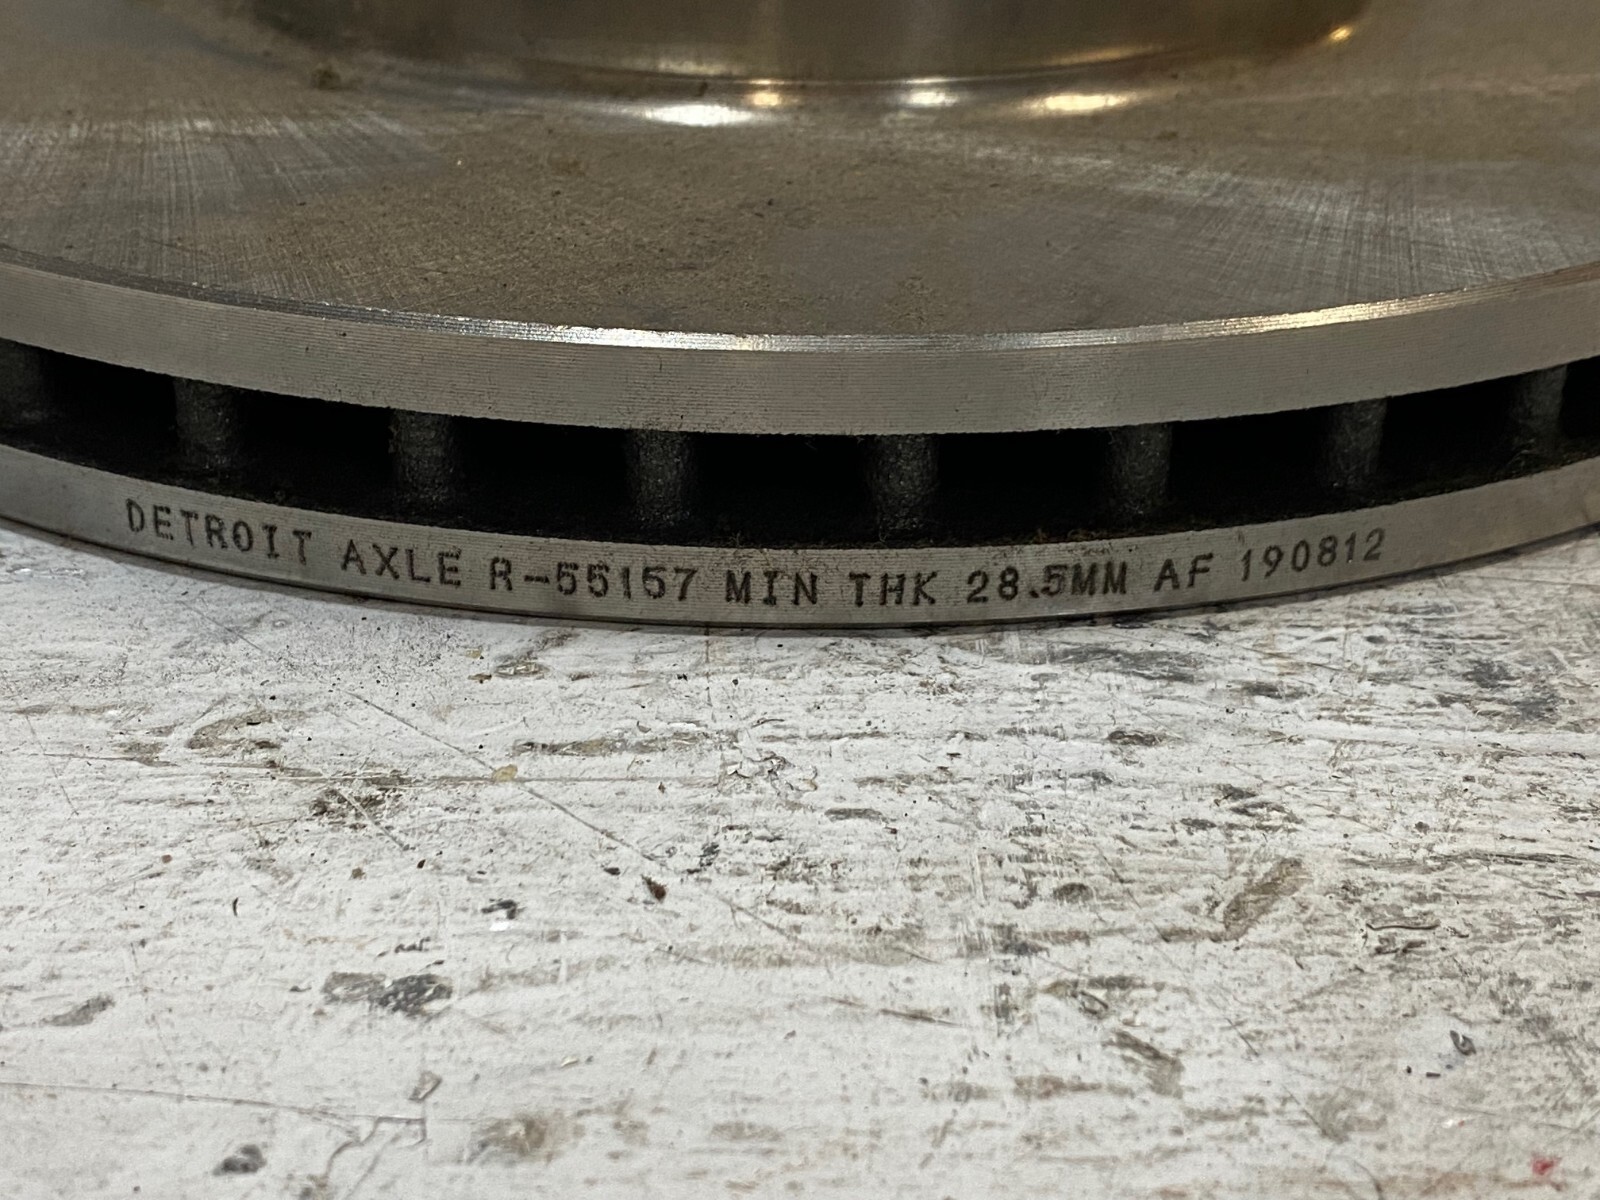 DETROIT AXLE R-55157 MIN THK 28.5MM AF 190812